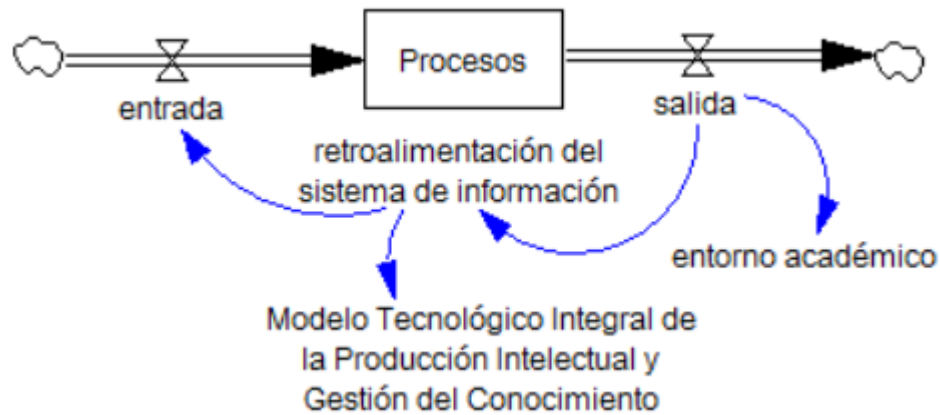 Procesos
entrada
salida
retroalimentación del
sistema de información
entorno académico
Modelo Tecnológico Integral de
la Producción Intelectual y
Gestión del Conocimiento